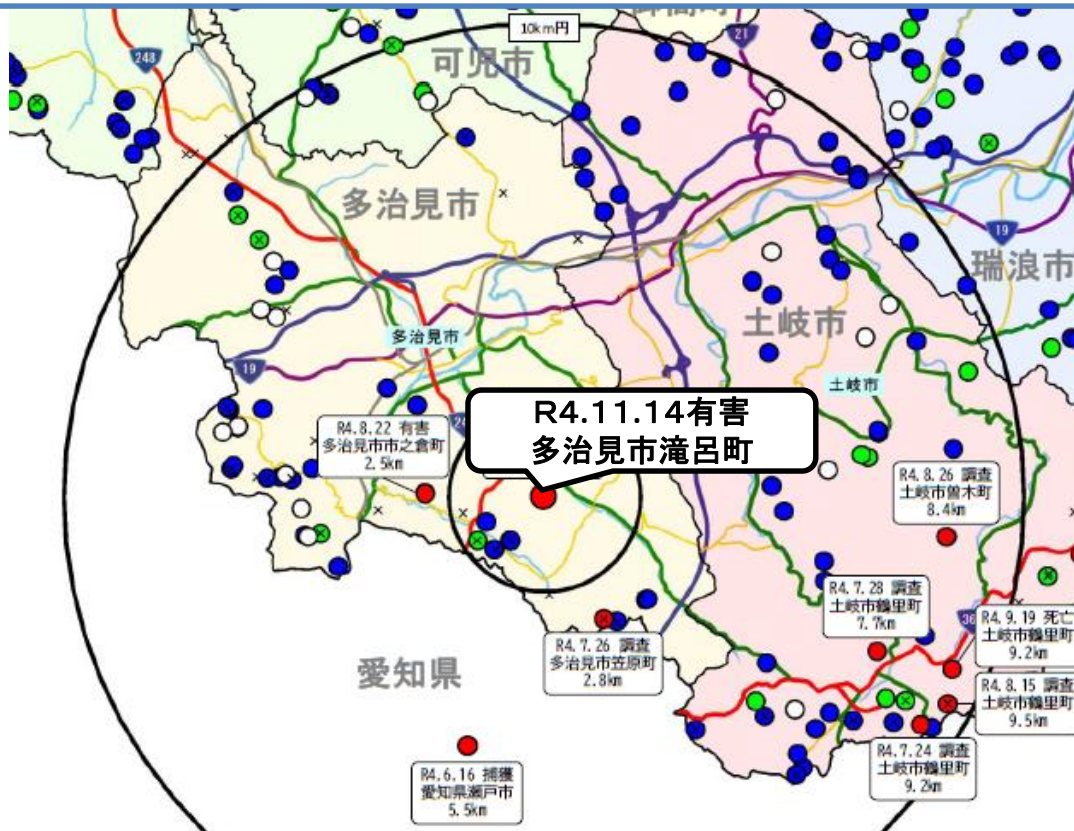 10km円
御嵩町
21
248
可児市
多治見市
19
瑞浪市
土岐市
多治見市
土岐市
19
R4.11.14有害
多治見市滝呂町
R4.8.22 有害
多治見市市之倉町
2.5km
R4.8.26 調査
土岐市曽木町
8.4km
R4.7.28 調査
土岐市鶴里町
7.7km
R4.9.19 死亡
土岐市鶴里町
9.2km
R4.7.26 調査
多治見市笠原町
2.8km
愛知県
R4.8.15 調査
土岐市鶴里町
9.5km
R4.7.24 調査
土岐市鶴里町
9.2km
R4.6.16 捕獲
愛知県瀬戸市
5.5km